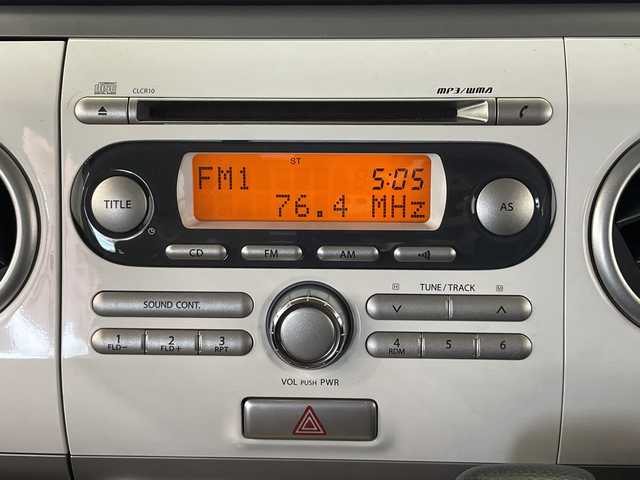 CLCR10 MP3/WMA
ST
FM1 5:05
76.4 MHz
TITLE AS
CD FM AM
TUNE/TRACK
SOUND CONT.
1 2 3 4 5 6
FLD- FLD+ RPT RDM
VOL PUSH PWR